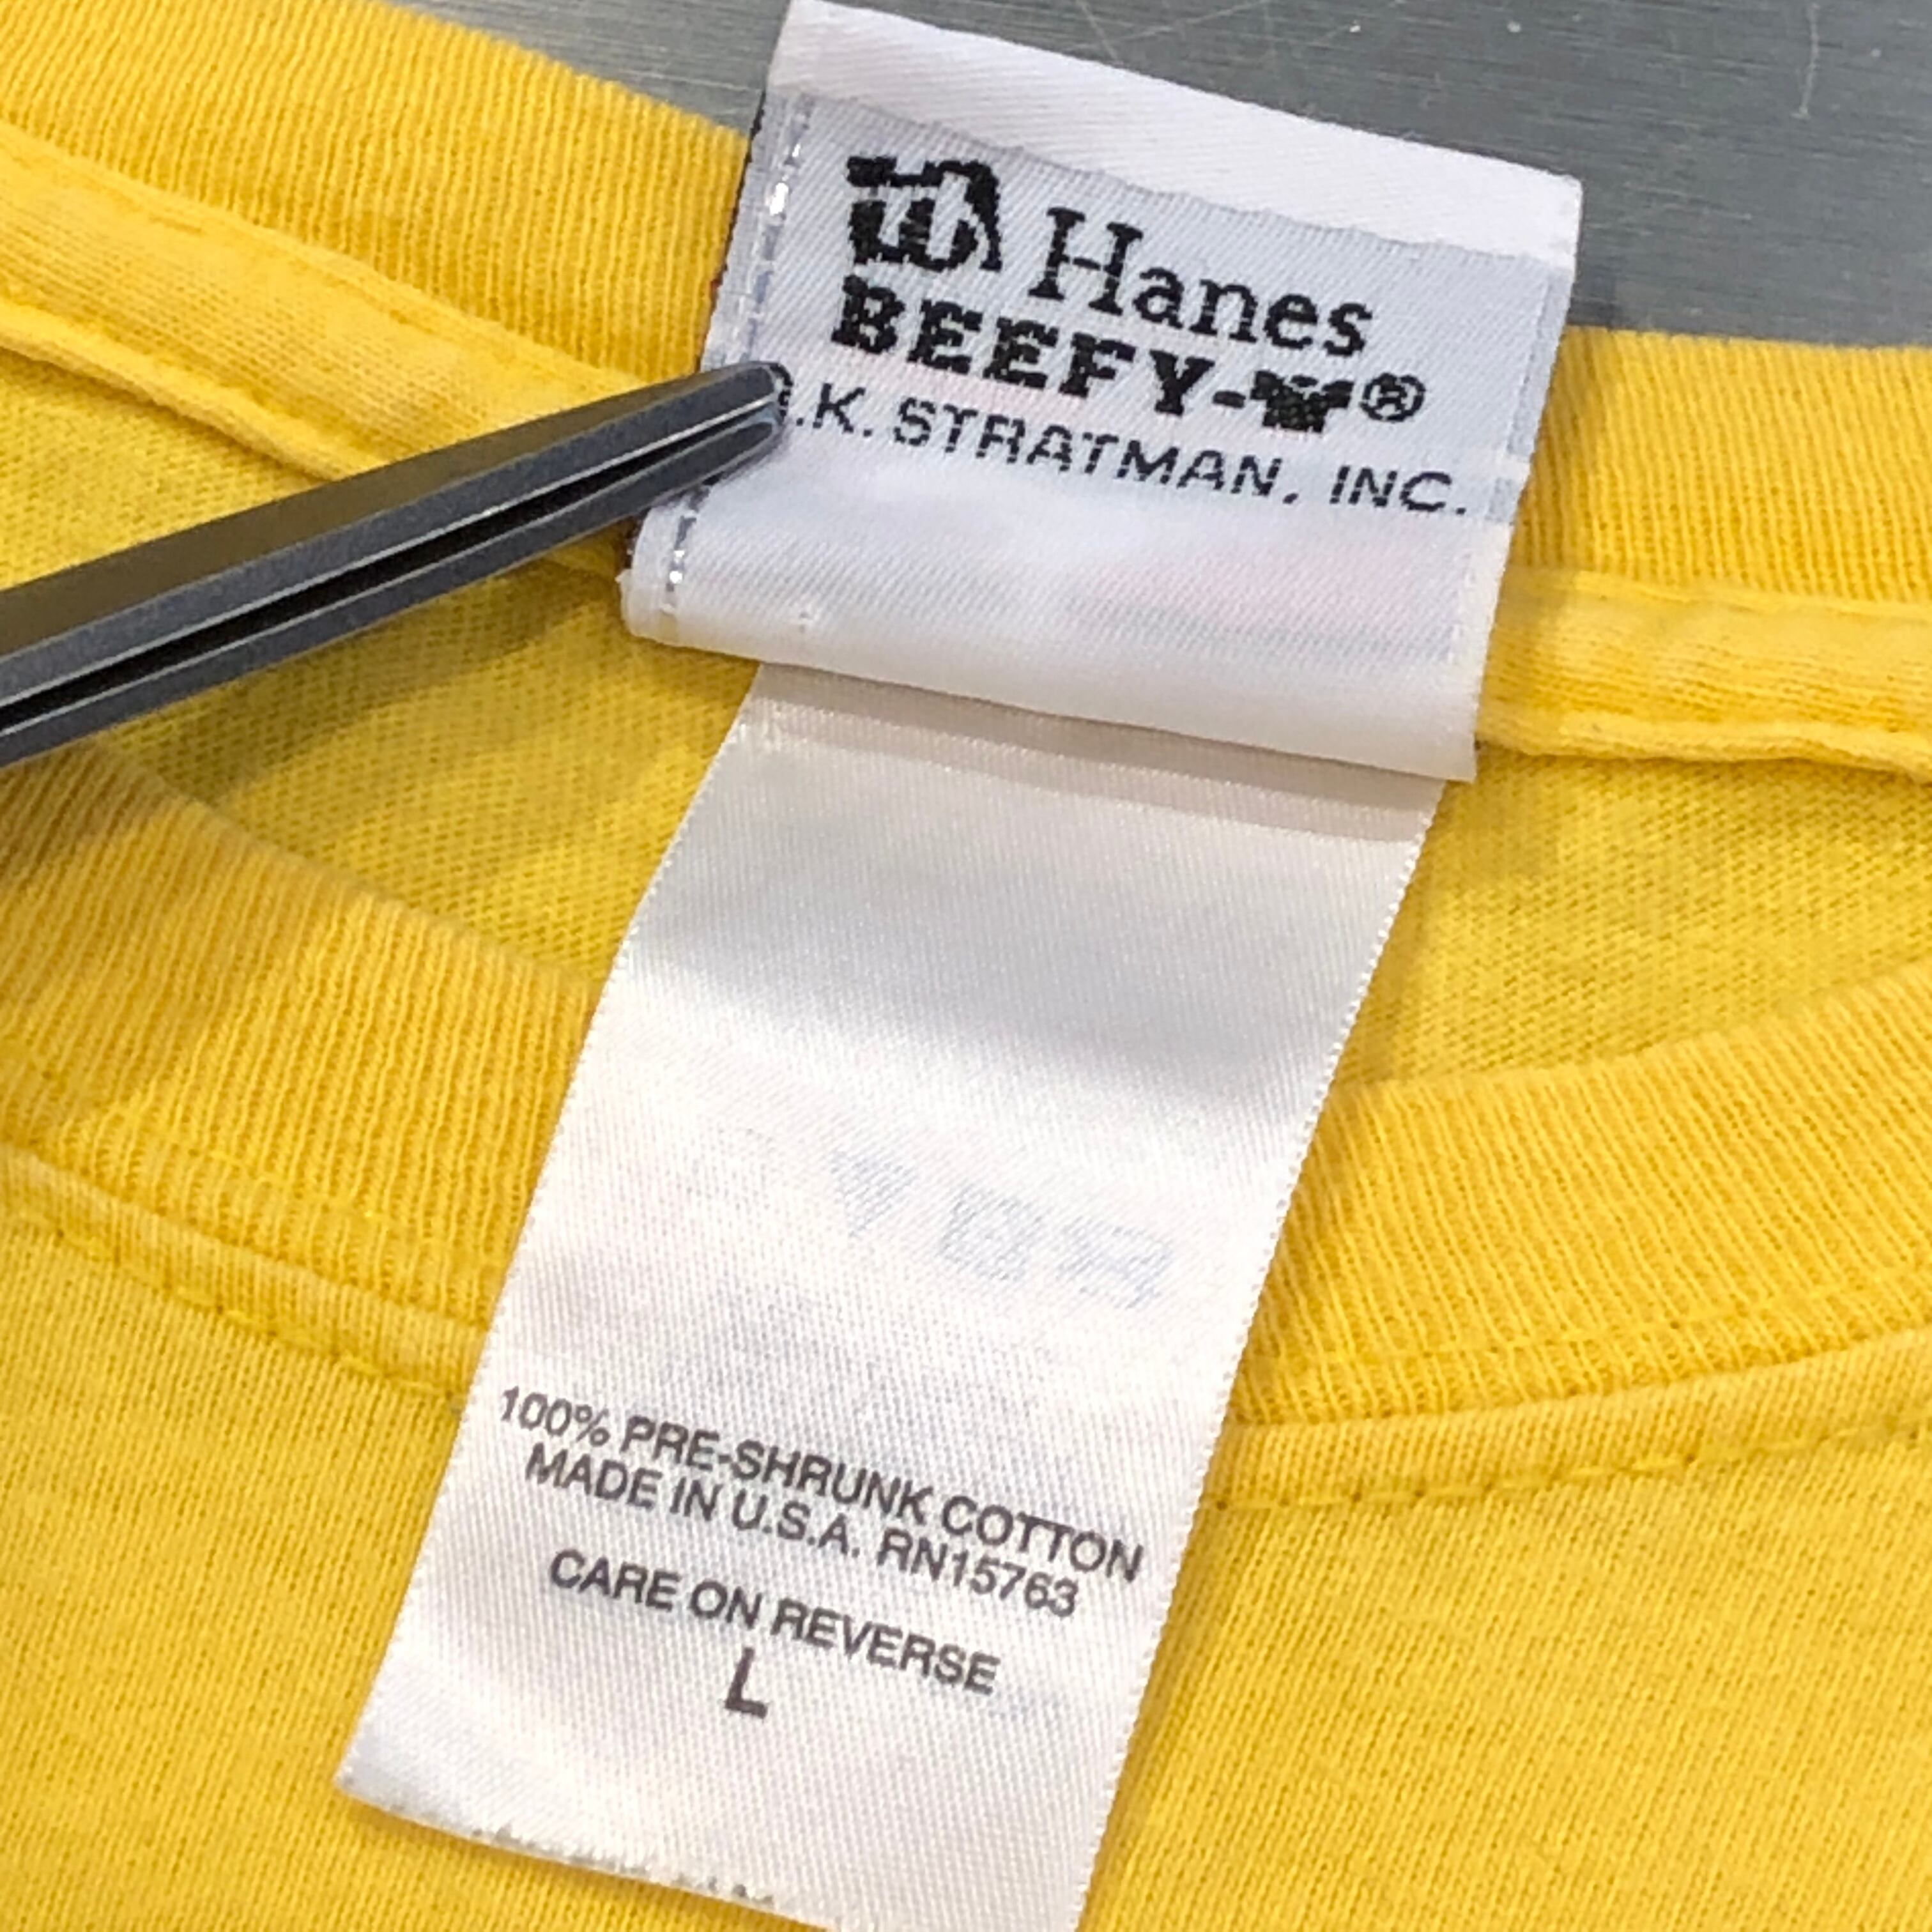 Hanes
BEEFY-T®
.K. STRATMAN, INC.
100% PRE-SHRUNK COTTON
MADE IN U.S.A. RN15763
CARE ON REVERSE
L